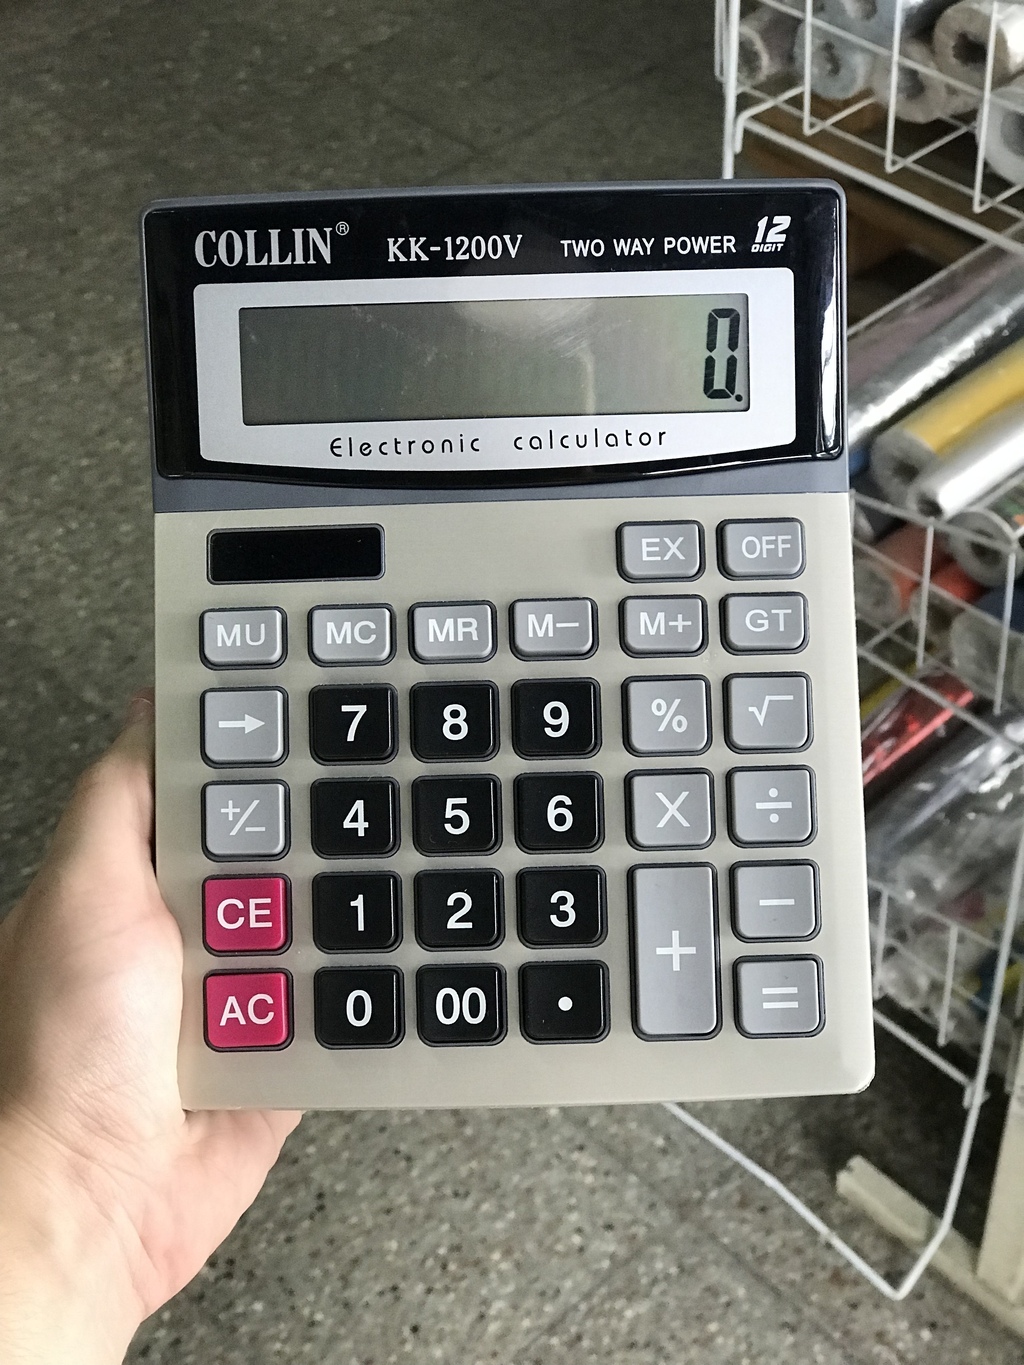 COLLIN® KK-1200V TWO WAY POWER 12 DIGIT
0.
Electronic calculator
EX OFF
MU MC MR M− M+ GT
→ 7 8 9 % √
+/− 4 5 6 X ÷
CE 1 2 3 + −
AC 0 00 • =